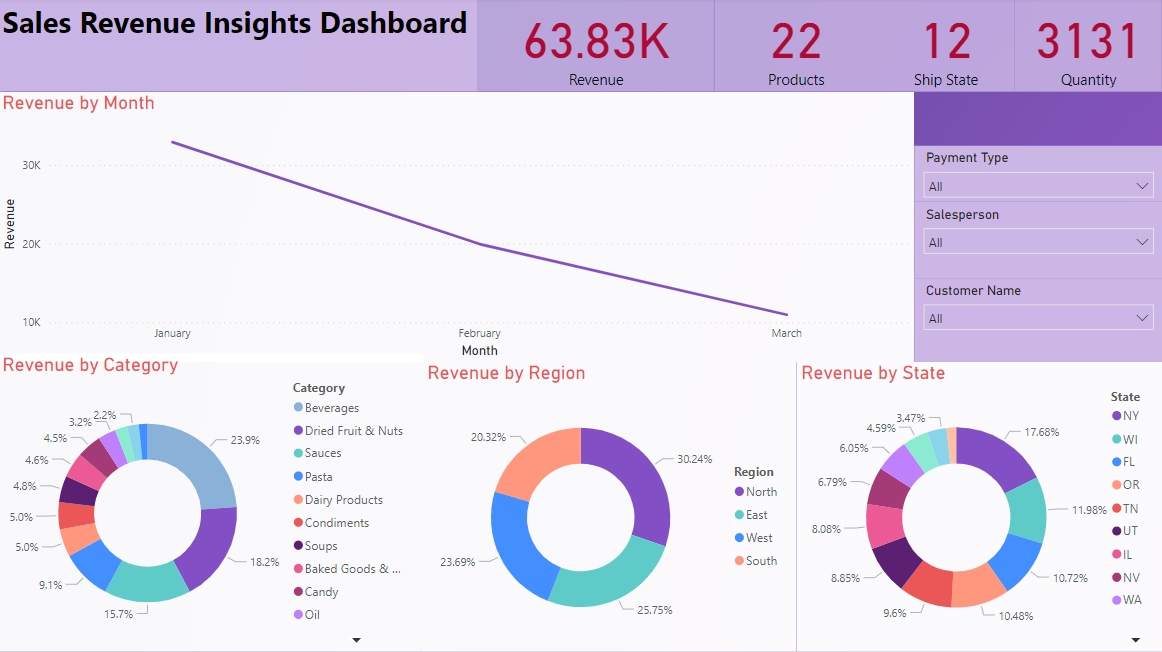 Sales Revenue Insights Dashboard
63.83K
Revenue
22
Products
12
Ship State
3131
Quantity
Revenue by Month
30K
20K
10K
Revenue
January
February
March
Month
Payment Type
All
Salesperson
All
Customer Name
All
Revenue by Category
23.9%
18.2%
15.7%
9.1%
5.0%
5.0%
4.8%
4.6%
4.5%
3.2%
2.2%
Category
Beverages
Dried Fruit & Nuts
Sauces
Pasta
Dairy Products
Condiments
Soups
Baked Goods & ...
Candy
Oil
Revenue by Region
30.24%
25.75%
23.69%
20.32%
Region
North
East
West
South
Revenue by State
17.68%
11.98%
10.72%
10.48%
9.6%
8.85%
8.08%
6.79%
6.05%
4.59%
3.47%
State
NY
WI
FL
OR
TN
UT
IL
NV
WA